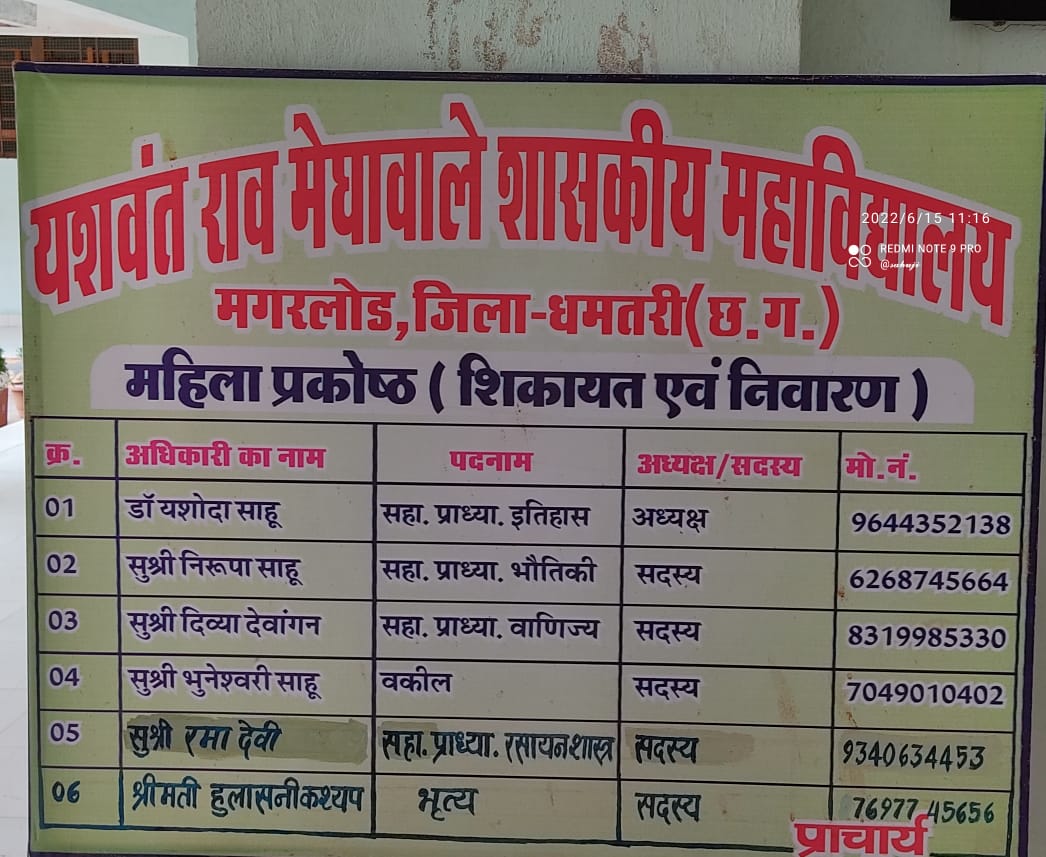 यशवंत राव मेघावाले शासकीय महाविद्यालय
2022/6/15 11:16
REDMI NOTE 9 PRO
@sahuji
मगरलोड,जिला-धमतरी(छ.ग.)
महिला प्रकोष्ठ ( शिकायत एवं निवारण )
क्र. अधिकारी का नाम पदनाम अध्यक्ष/सदस्य मो.नं.
01 डॉ यशोदा साहू सहा. प्राध्या. इतिहास अध्यक्ष 9644352138
02 सुश्री निरूपा साहू सहा. प्राध्या. भौतिकी सदस्य 6268745664
03 सुश्री दिव्या देवांगन सहा. प्राध्या. वाणिज्य सदस्य 8319985330
04 सुश्री भुनेश्वरी साहू वकील सदस्य 7049010402
05 सुश्री रमा देवी सहा. प्राध्या. रसायनशास्त्र सदस्य 9340634453
06 श्रीमती हुलासनीकश्यप भृत्य सदस्य 7697745656
प्राचार्य